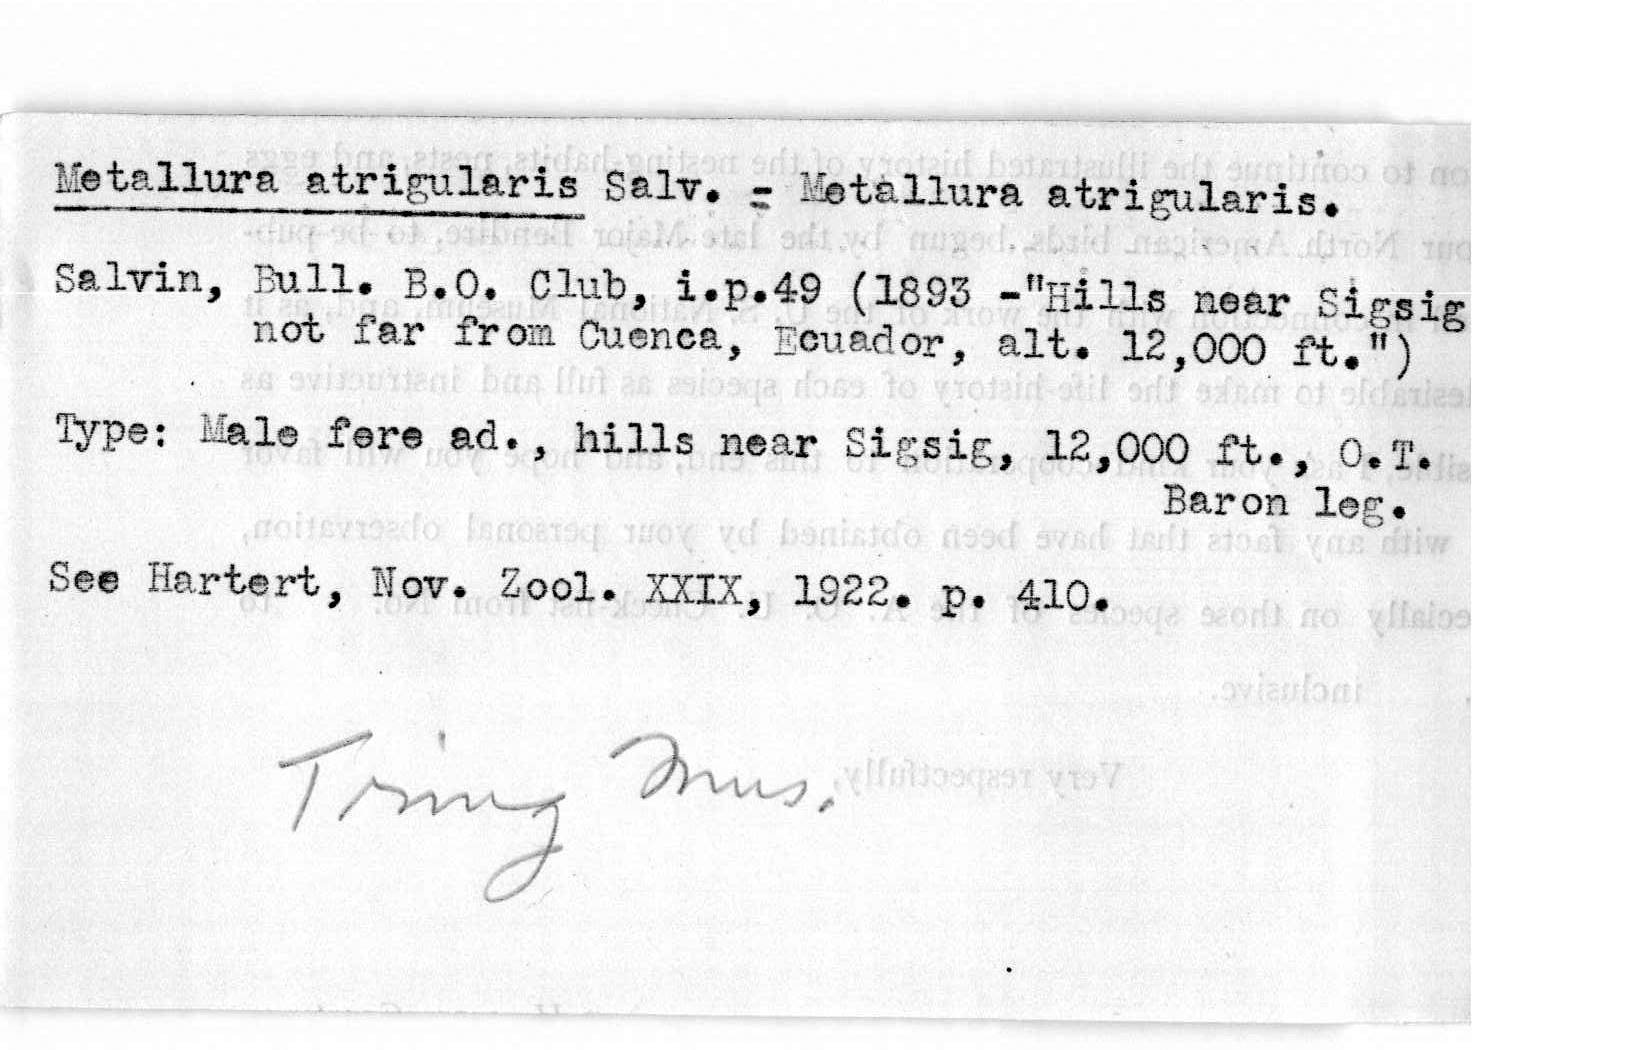 Metallura atrigularis Salv. = Metallura atrigularis.
Salvin, Bull. B.O. Club, i.p.49 (1893 -"Hills near Sigsig
not far from Cuenca, Ecuador, alt. 12,000 ft.")
Type: Male fere ad., hills near Sigsig, 12,000 ft., O.T.
Baron leg.
See Hartert, Nov. Zool. XXIX, 1922. p. 410.
Tring Mus.